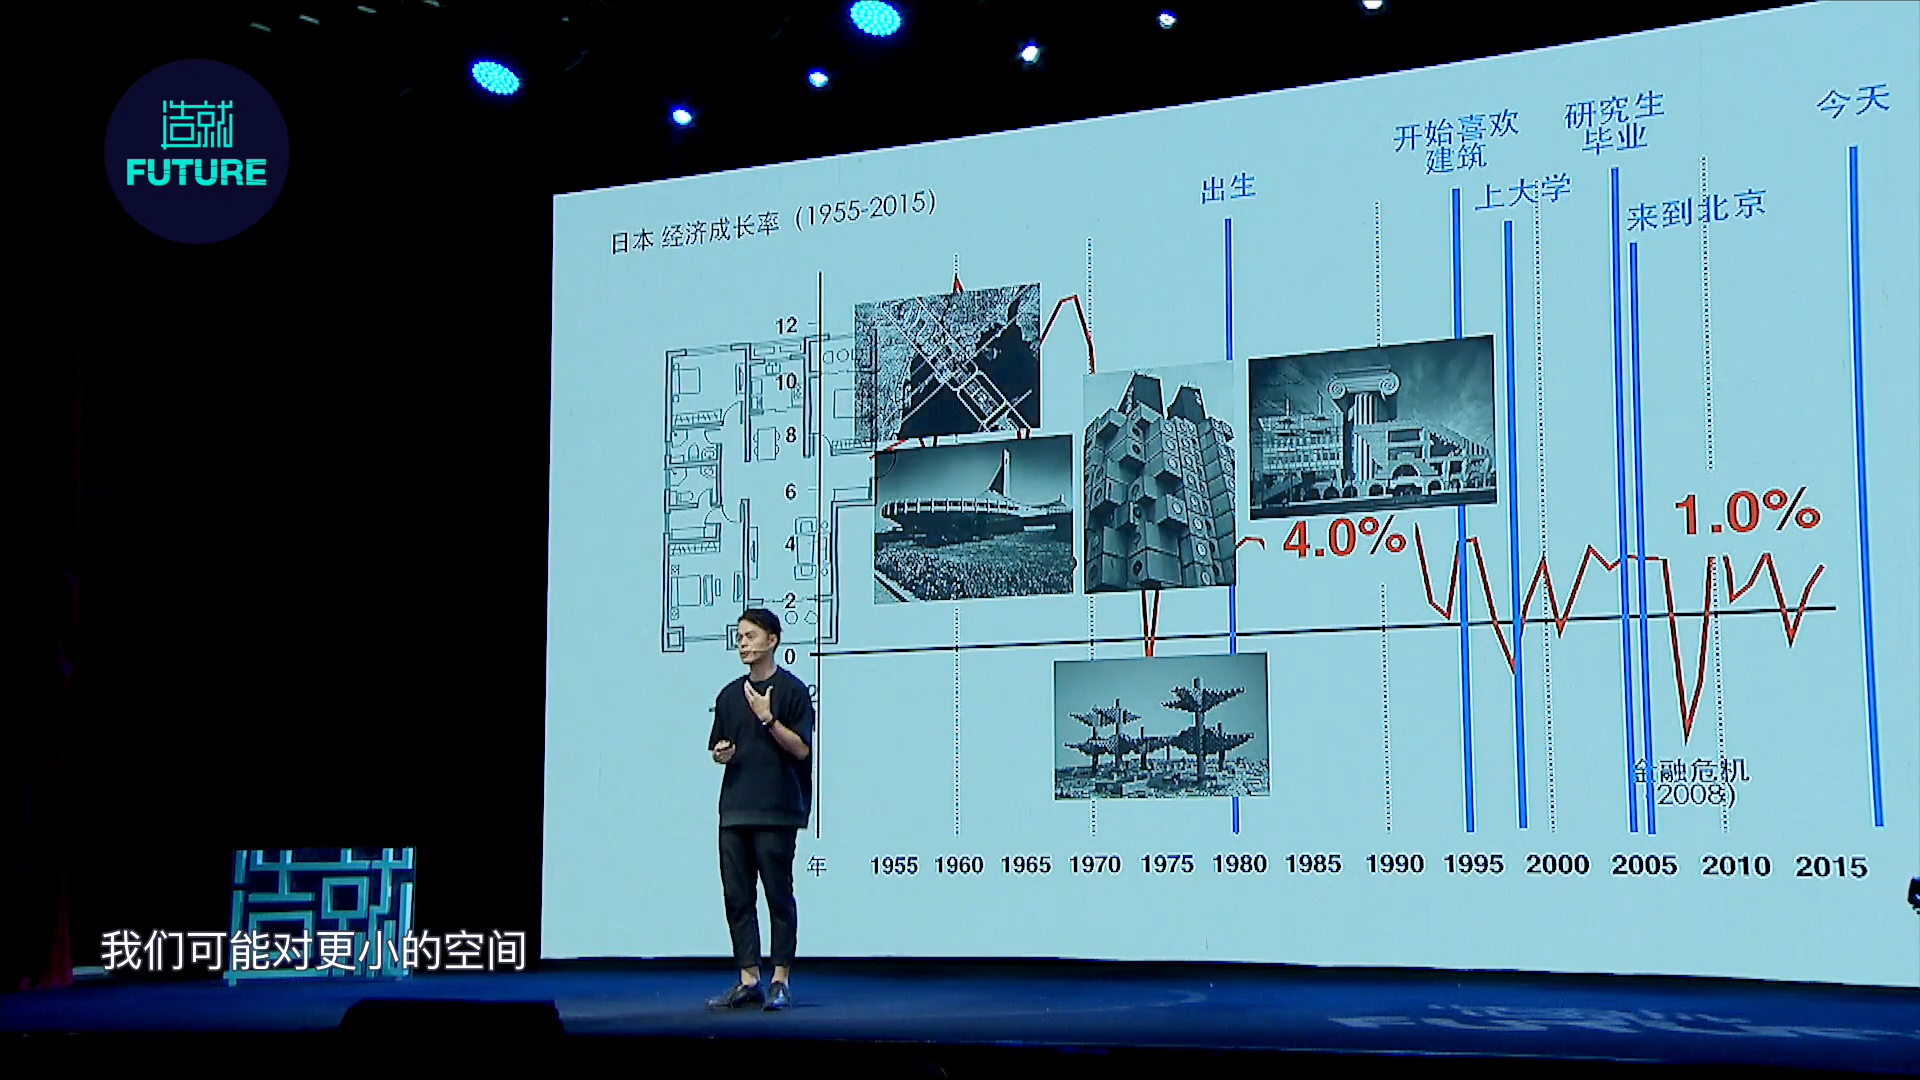 造就
FUTURE
日本 经济成长率 (1955-2015)
出生
开始喜欢
建筑
上大学
研究生
毕业
来到北京
今天
12
10
8
6
4
2
0
2
4.0%
1.0%
金融危机
(2008)
年 1955 1960 1965 1970 1975 1980 1985 1990 1995 2000 2005 2010 2015
造就
我们可能对更小的空间